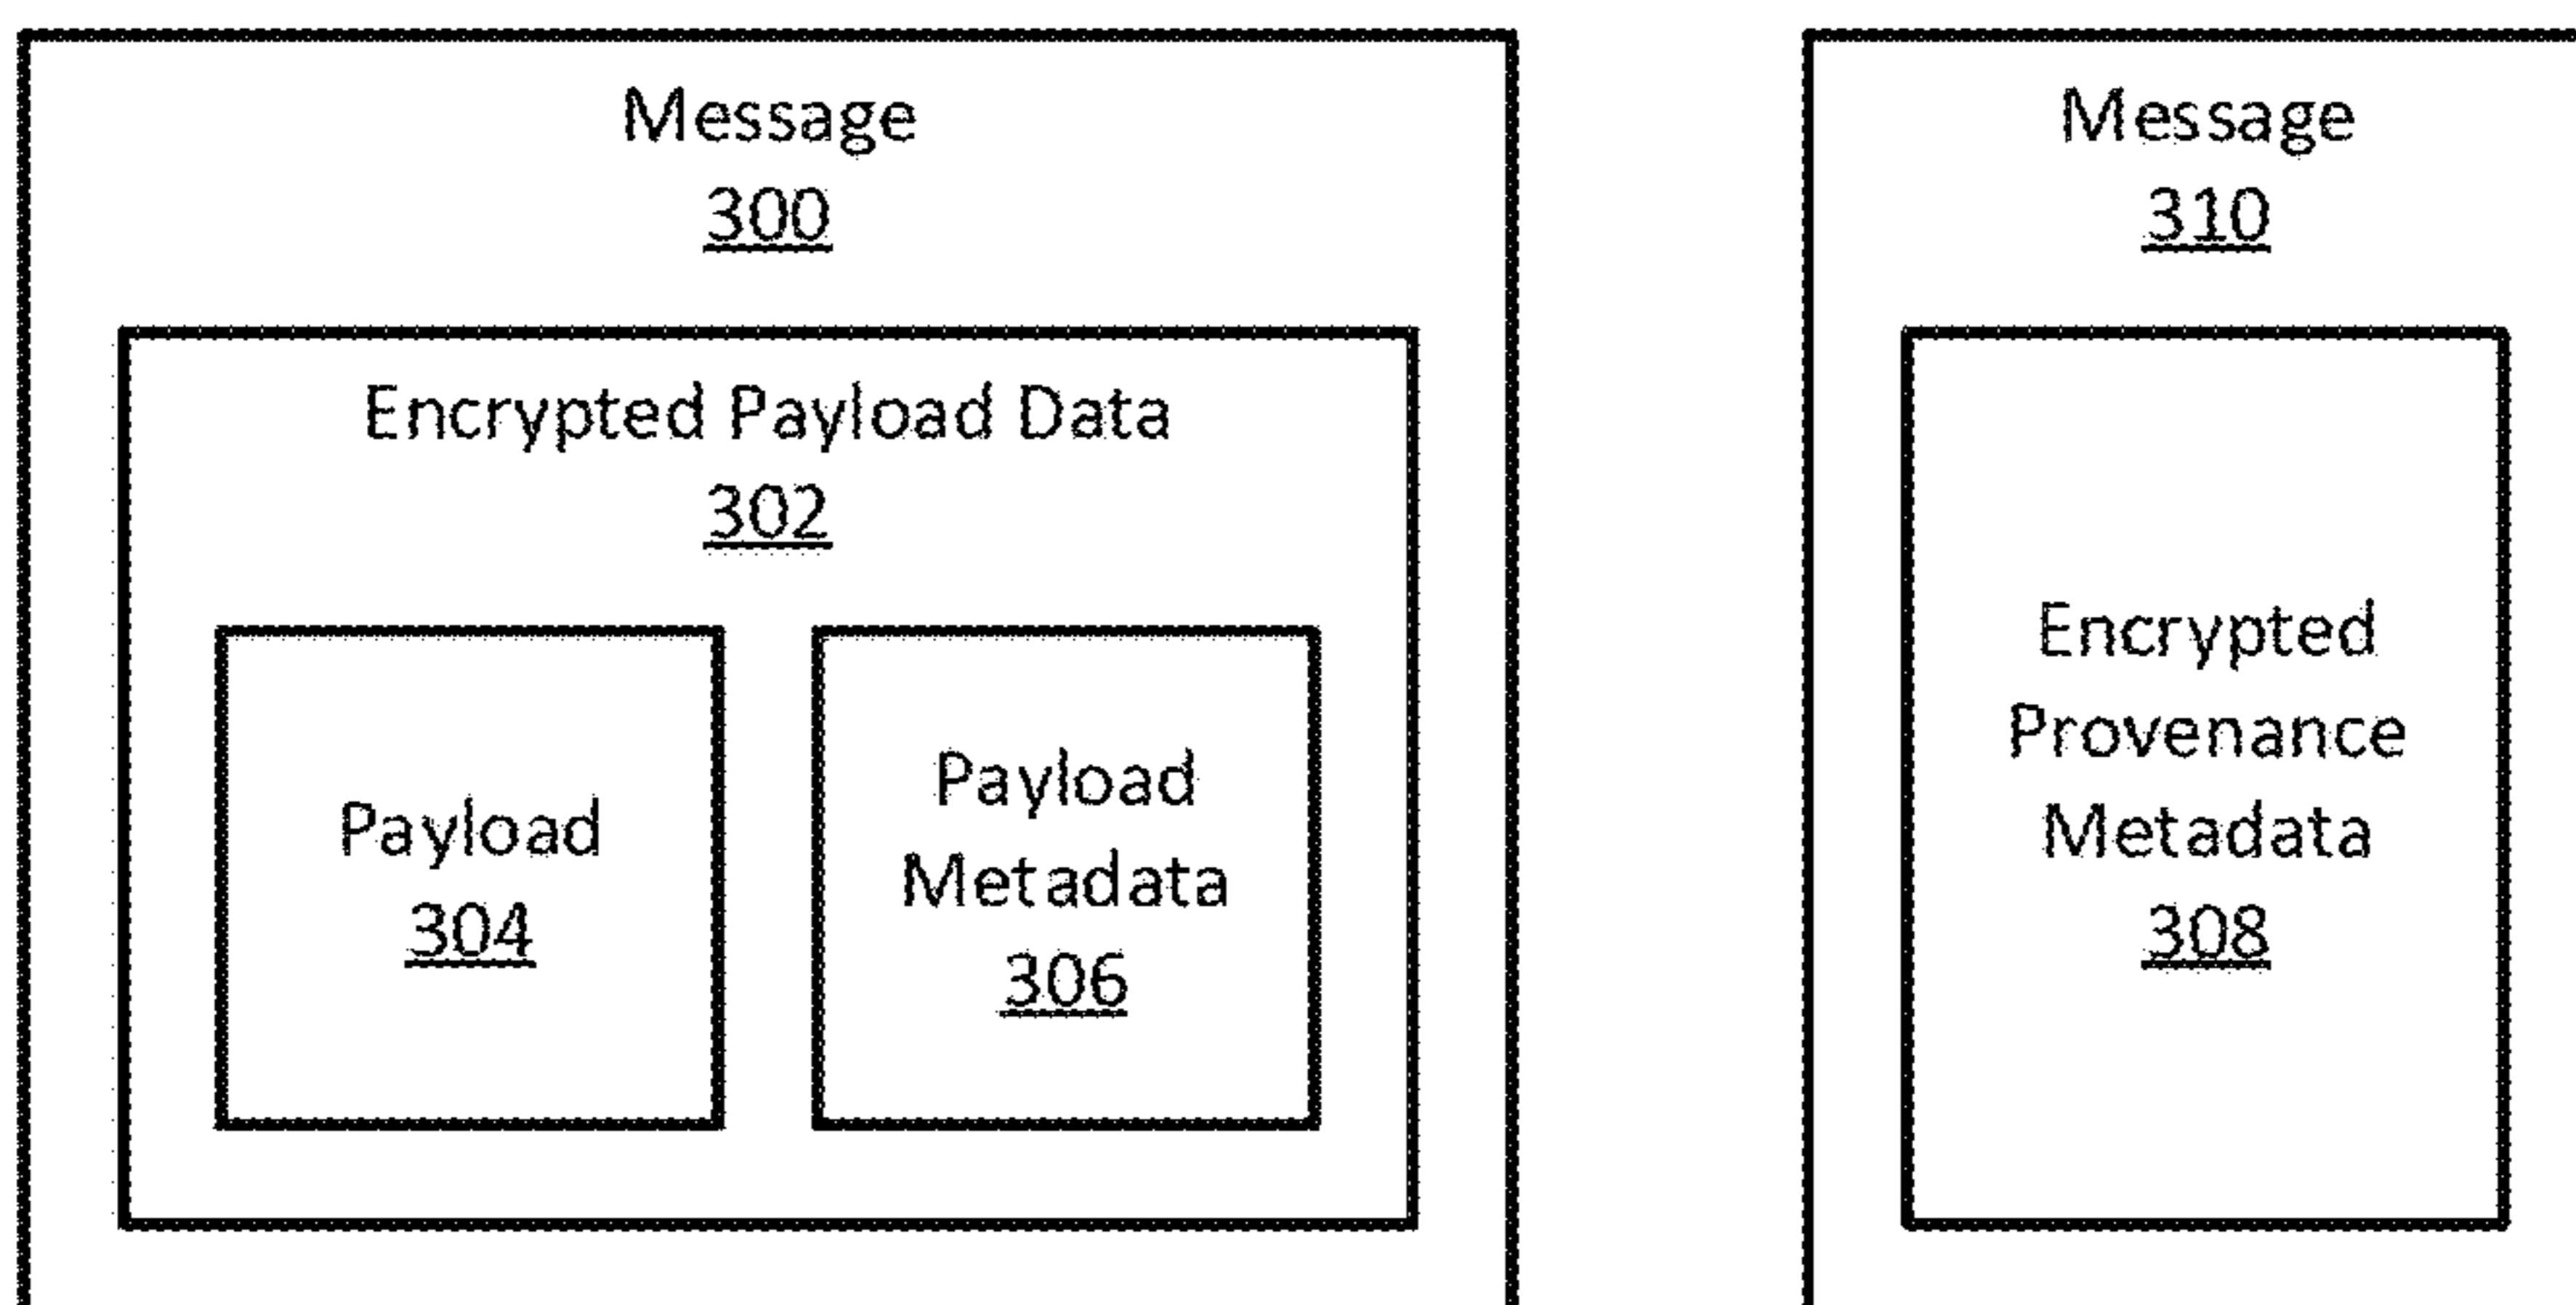 Message
300
Encrypted Payload Data
302
Payload
304
Payload
Metadata
306
Message
310
Encrypted
Provenance
Metadata
308